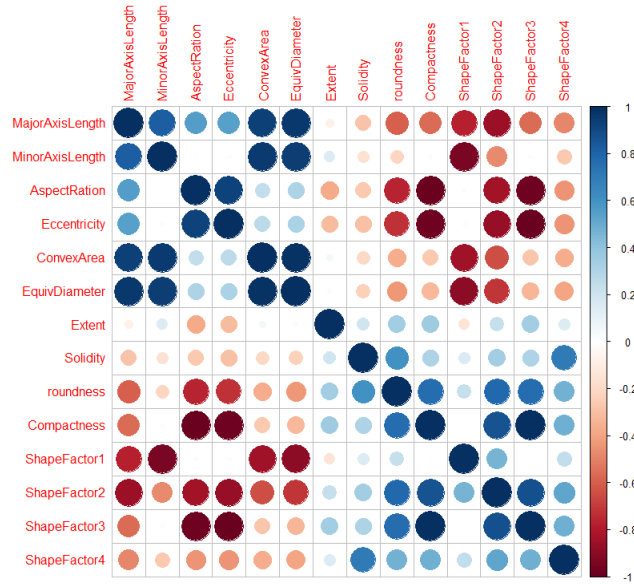 MajorAxisLength
MinorAxisLength
AspectRation
Eccentricity
ConvexArea
EquivDiameter
Extent
Solidity
roundness
Compactness
ShapeFactor1
ShapeFactor2
ShapeFactor3
ShapeFactor4
MajorAxisLength
MinorAxisLength
AspectRation
Eccentricity
ConvexArea
EquivDiameter
Extent
Solidity
roundness
Compactness
ShapeFactor1
ShapeFactor2
ShapeFactor3
ShapeFactor4
1
0.8
0.6
0.4
0.2
0
-0.2
-0.4
-0.6
-0.8
-1